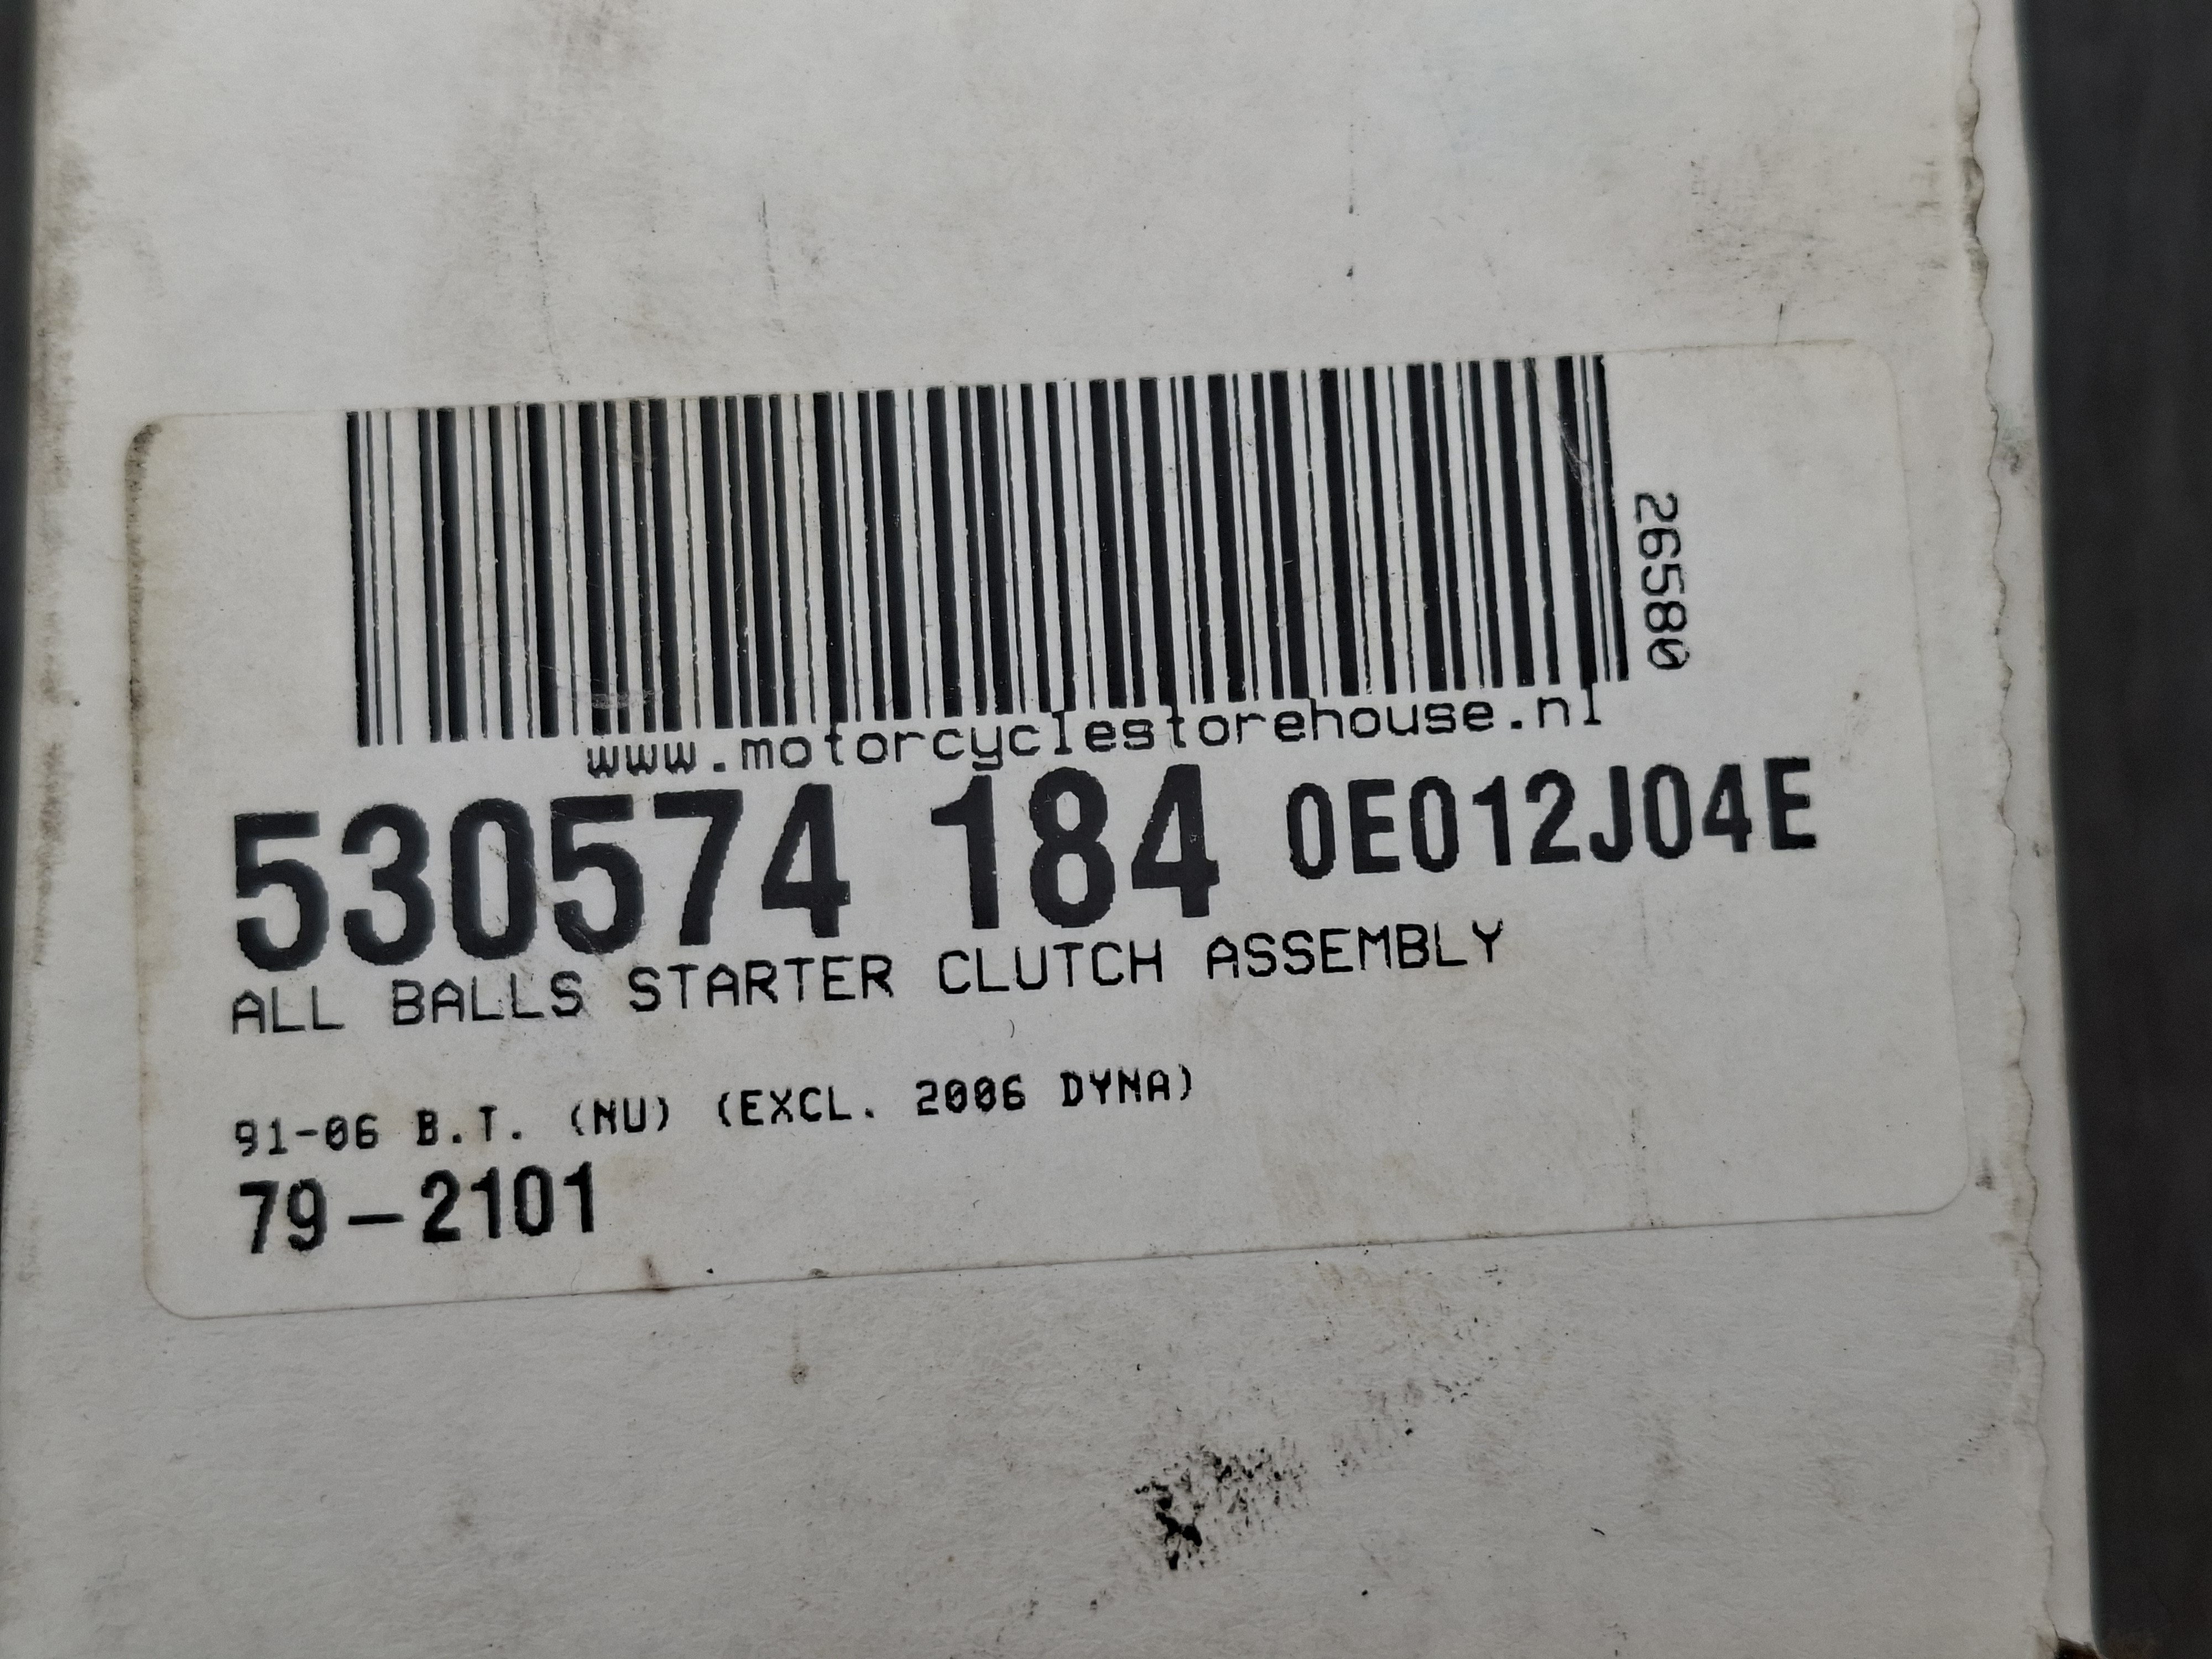 26580
www.motorcyclestorehouse.nl
530574 184 0E012J04E
ALL BALLS STARTER CLUTCH ASSEMBLY
91-06 B.T. (NU) (EXCL. 2006 DYNA)
79-2101